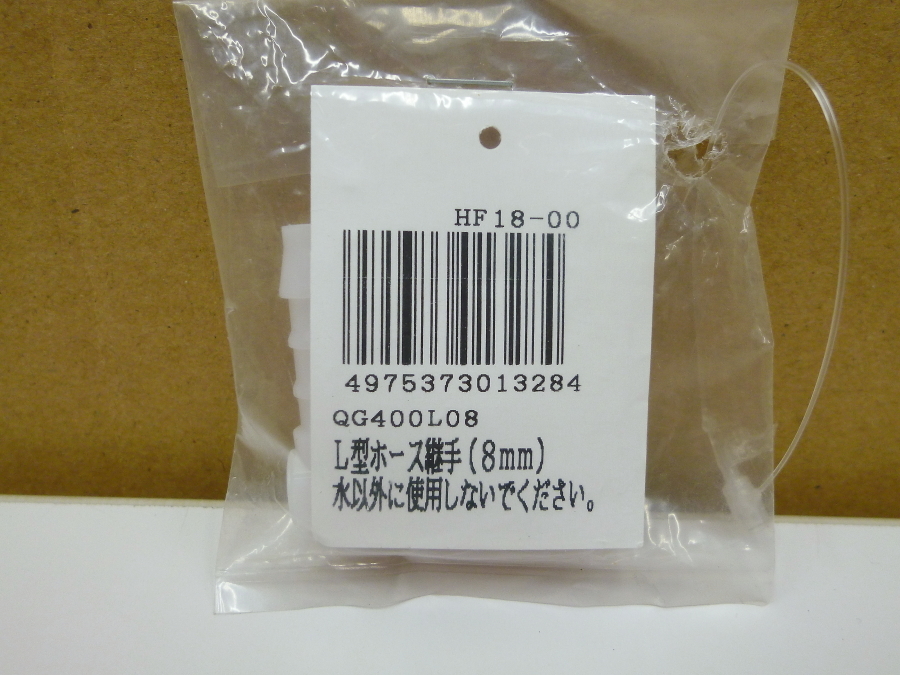 HF18-00
4975373013284
QG400L08
L型ホース継手(8mm)
水以外に使用しないでください。